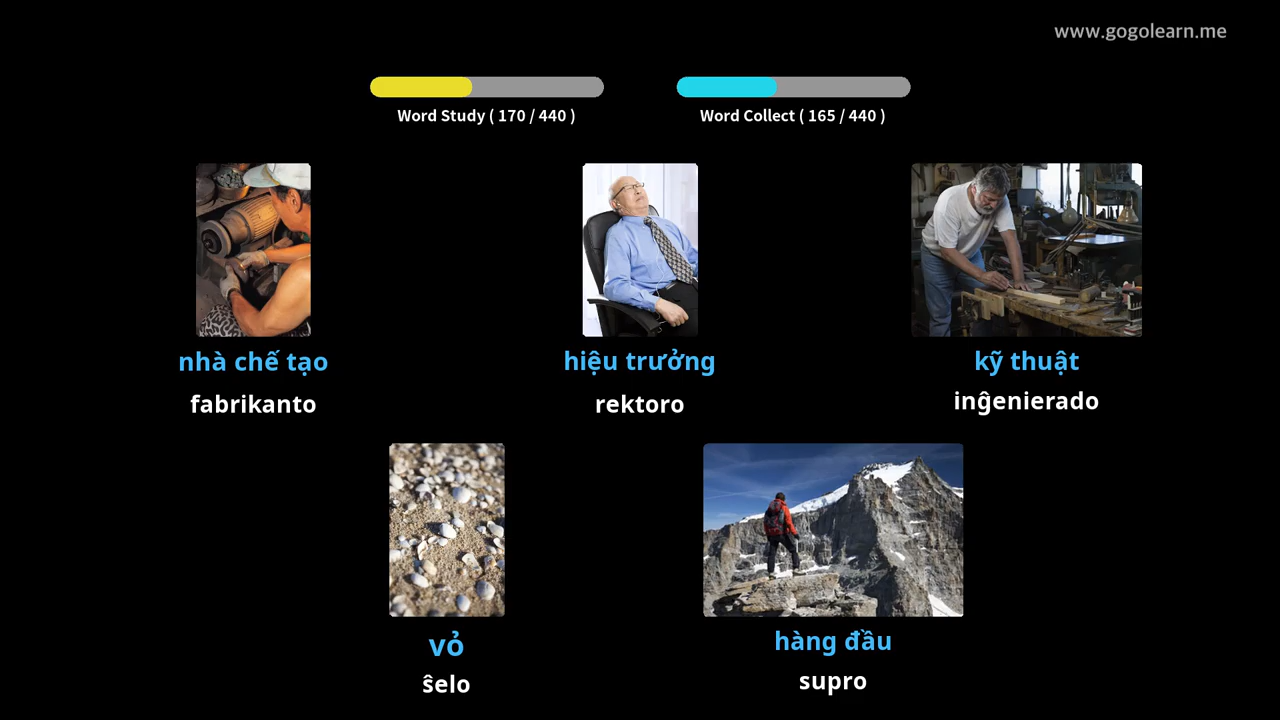 www.gogolearn.me
Word Study ( 170 / 440 )
Word Collect ( 165 / 440 )
nhà chế tạo
fabrikanto
hiệu trưởng
rektoro
kỹ thuật
inĝenierado
vỏ
ŝelo
hàng đầu
supro